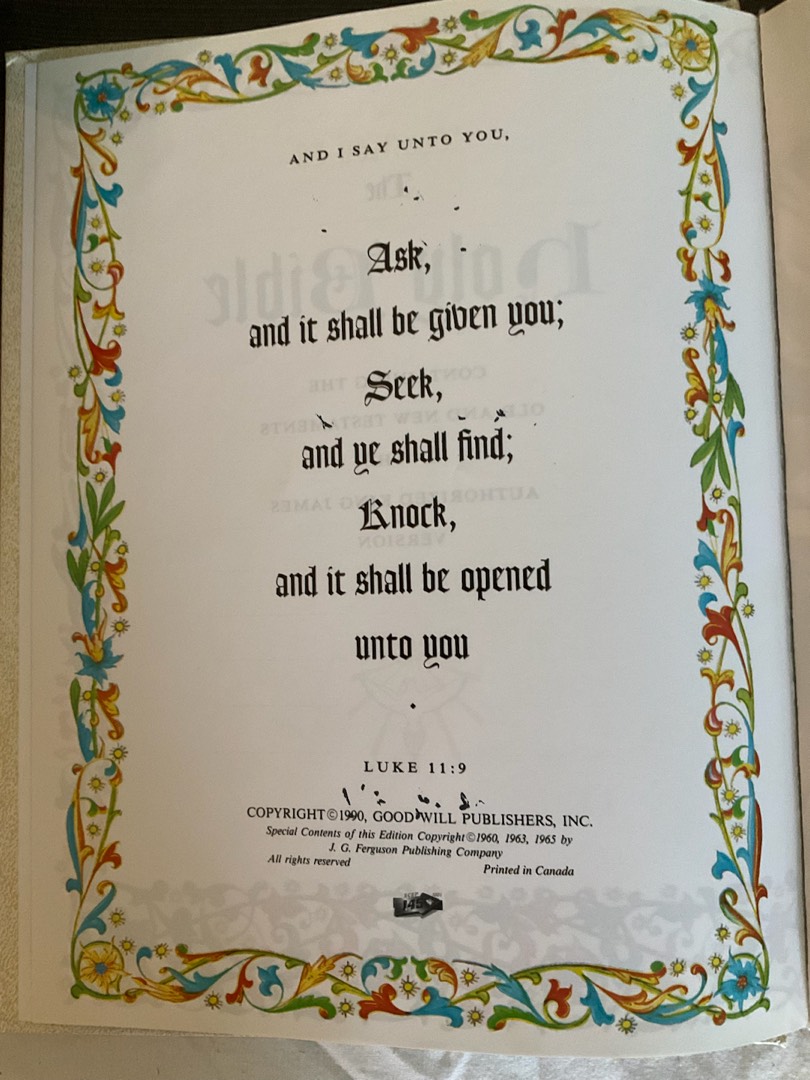 AND I SAY UNTO YOU,
Ask,
and it shall be given you;
Seek,
and ye shall find;
Knock,
and it shall be opened
unto you
LUKE 11:9
COPYRIGHT©1990, GOOD WILL PUBLISHERS, INC.
Special Contents of this Edition Copyright©1960, 1963, 1965 by
J. G. Ferguson Publishing Company
All rights reserved
Printed in Canada
145